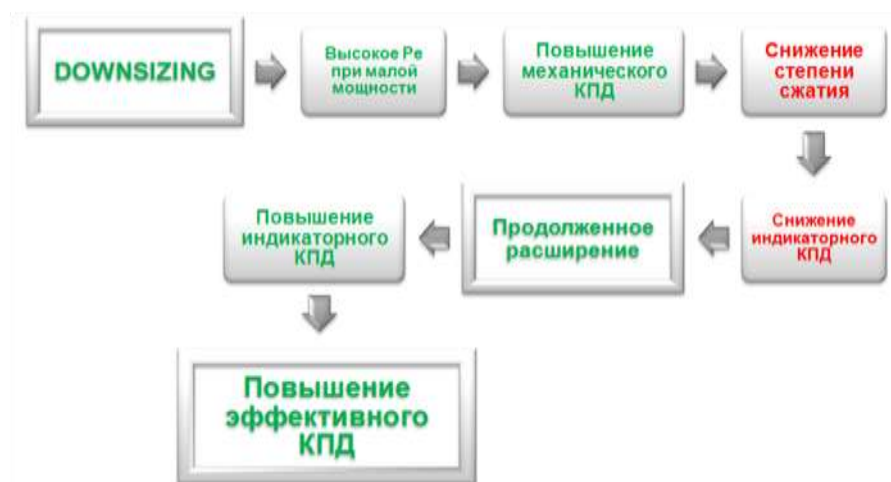 DOWNSIZING
Высокое Ре
при малой
мощности
Повышение
механического
КПД
Снижение
степени
сжатия
Снижение
индикаторного
КПД
Продолженное
расширение
Повышение
индикаторного
КПД
Повышение
эффективного
КПД